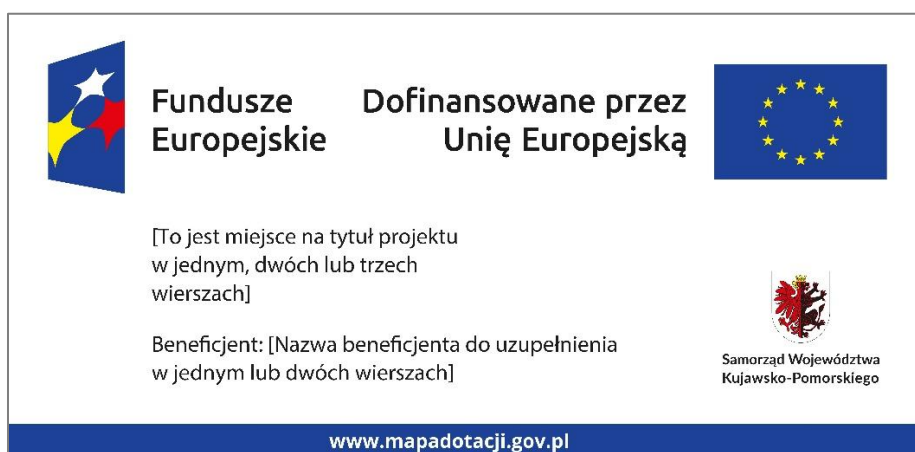 Fundusze
Europejskie
Dofinansowane przez
Unię Europejską
[To jest miejsce na tytuł projektu
w jednym, dwóch lub trzech
wierszach]
Beneficjent: [Nazwa beneficjenta do uzupełnienia
w jednym lub dwóch wierszach]
Samorząd Województwa
Kujawsko-Pomorskiego
www.mapadotacji.gov.pl